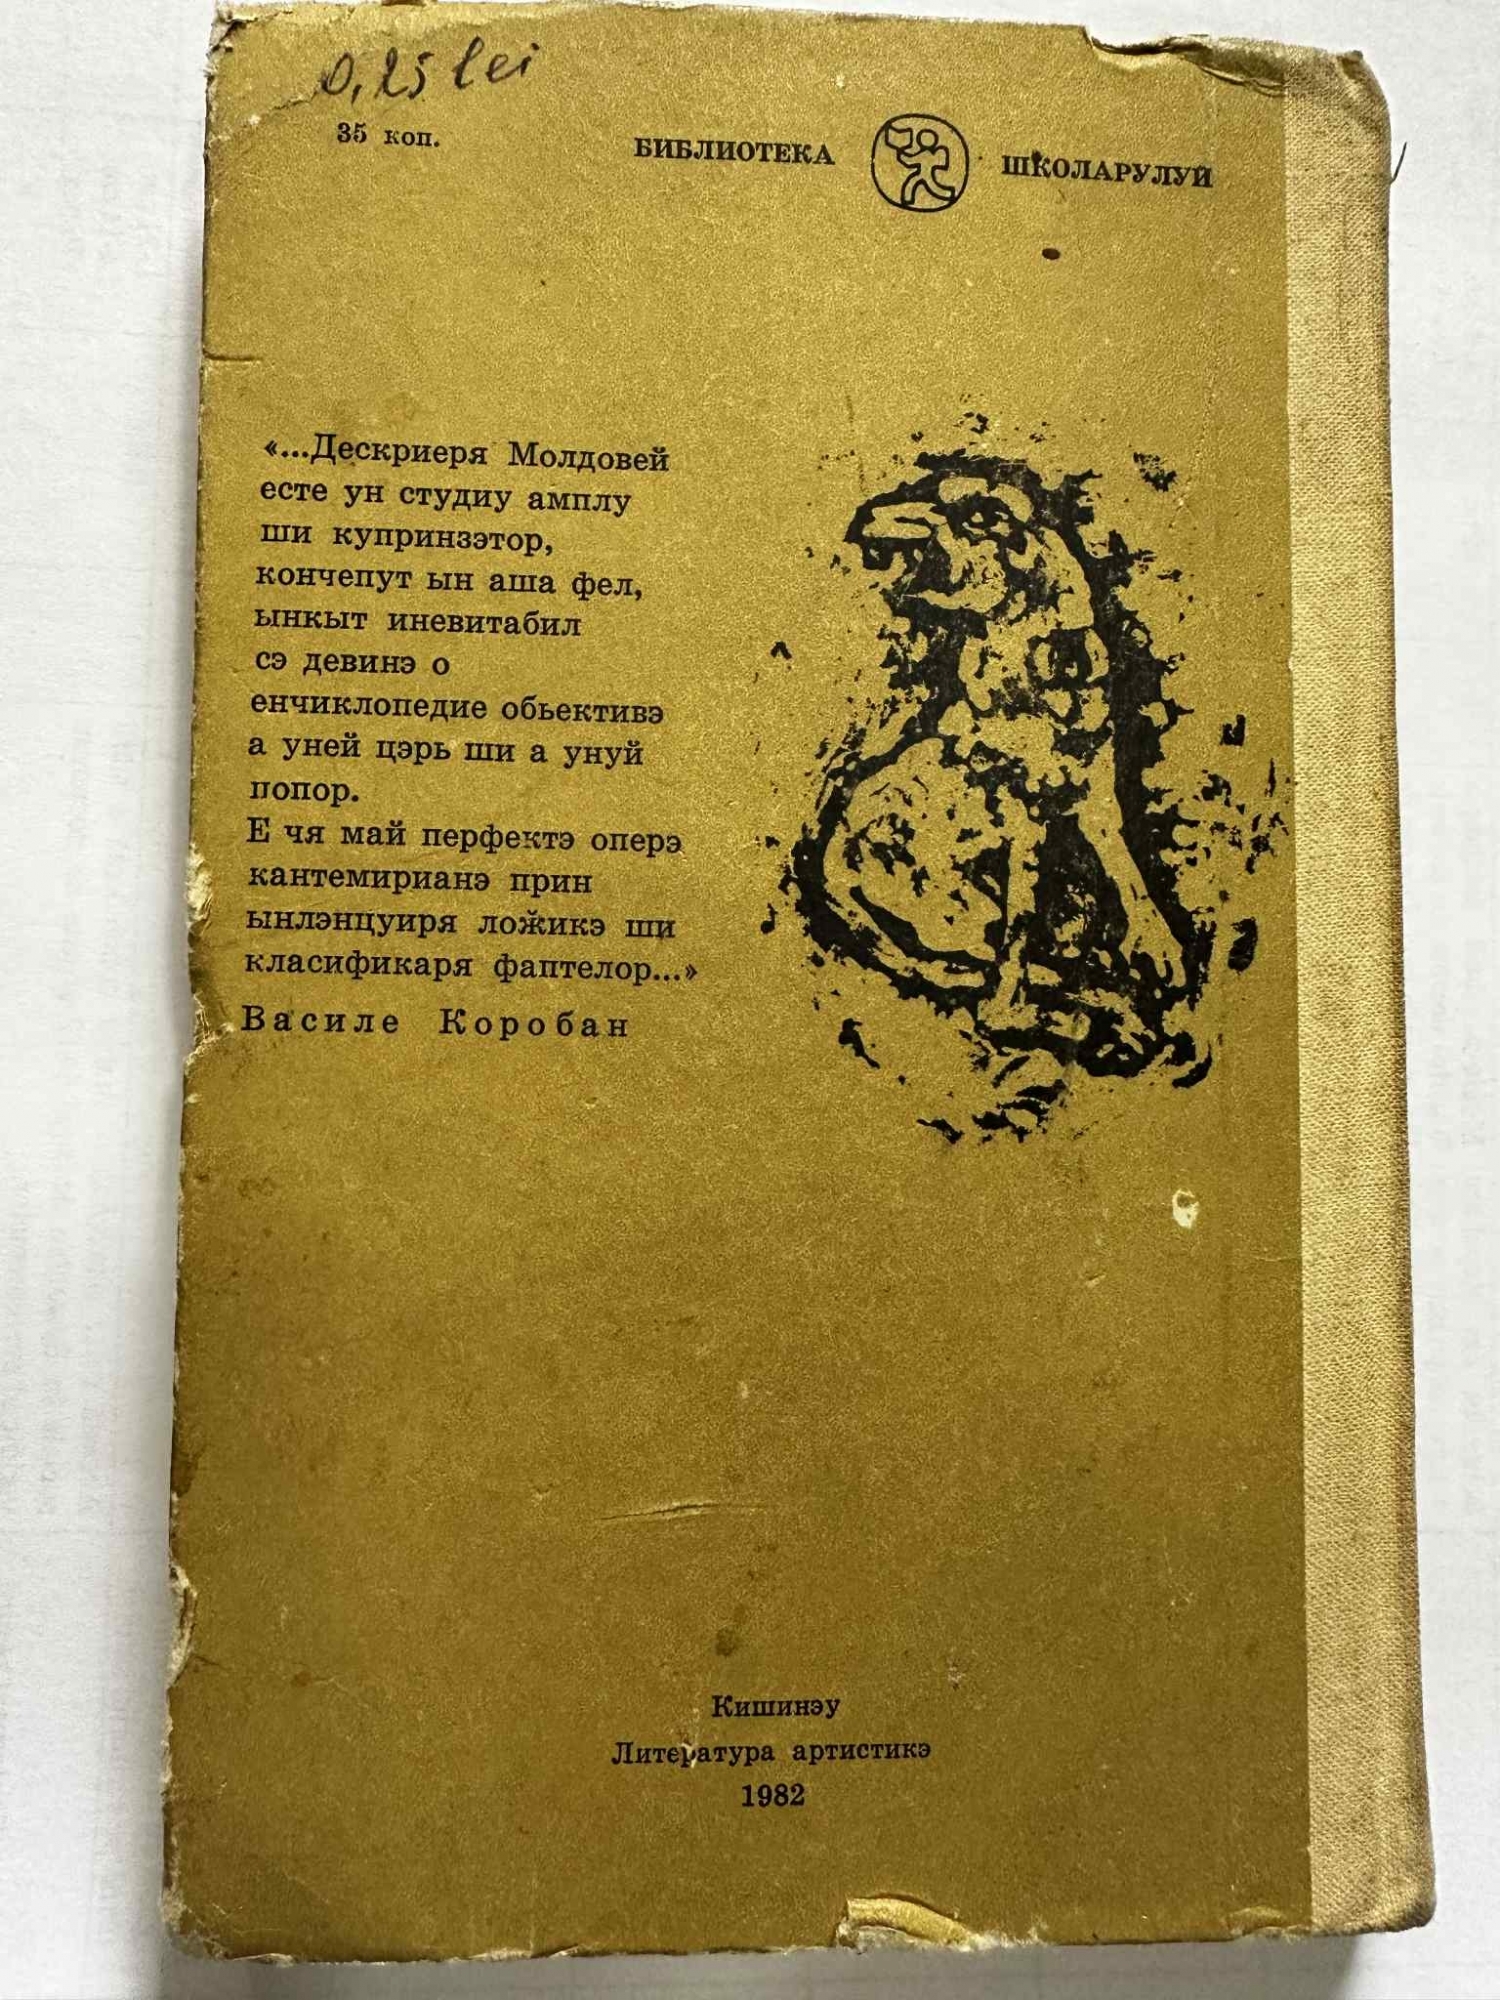 0,25 lei
35 коп.
БИБЛИОТЕКА ШКОЛАРУЛУЙ
«...Дескриеря Молдовей
есте ун студиу амплу
ши купринзэтор,
кончепут ын аша фел,
ынкыт иневитабил
сэ девинэ о
енчиклопедие обьективэ
а уней цэрь ши а унуй
попор.
Е чя май перфектэ оперэ
кантемирианэ прин
ынлэнцуиря ложикэ ши
класификаря фаптелор...»
Василе Коробан
Кишинэу
Литература артистикэ
1982